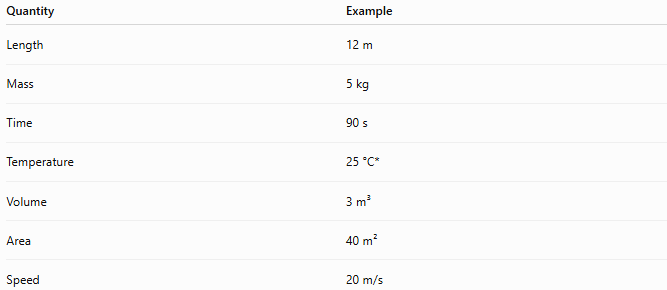 Quantity Example
Length 12 m
Mass 5 kg
Time 90 s
Temperature 25 °C*
Volume 3 m³
Area 40 m²
Speed 20 m/s